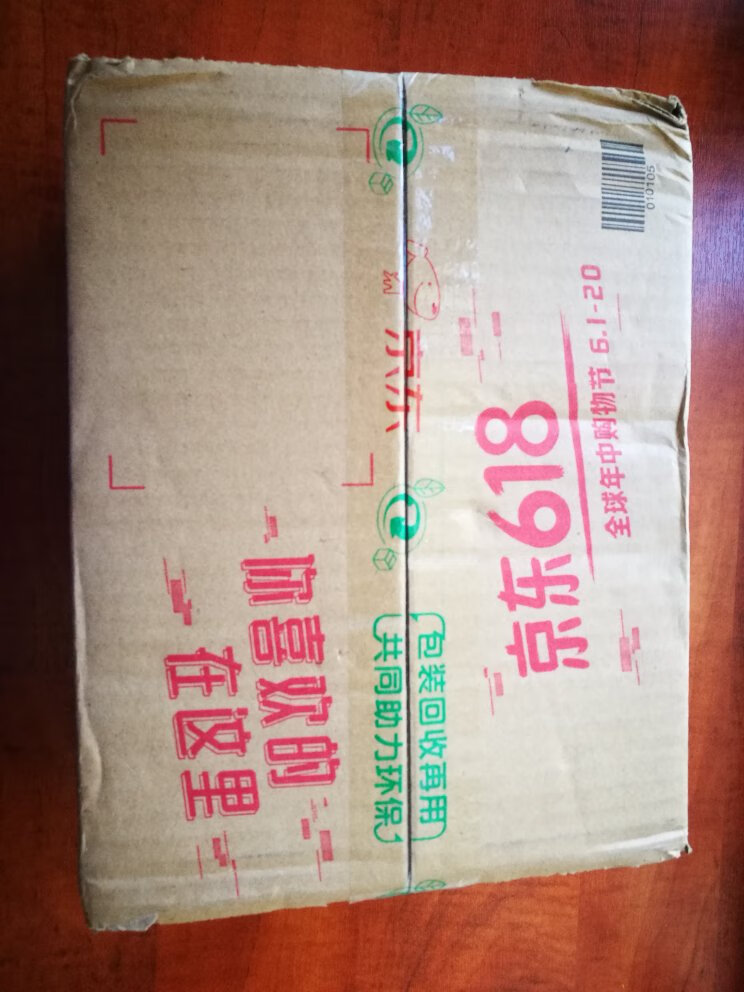 010105
京东618
全球年中购物节 6.1-20
京东
包装回收再用
共同助力环保
你喜欢的
在这里